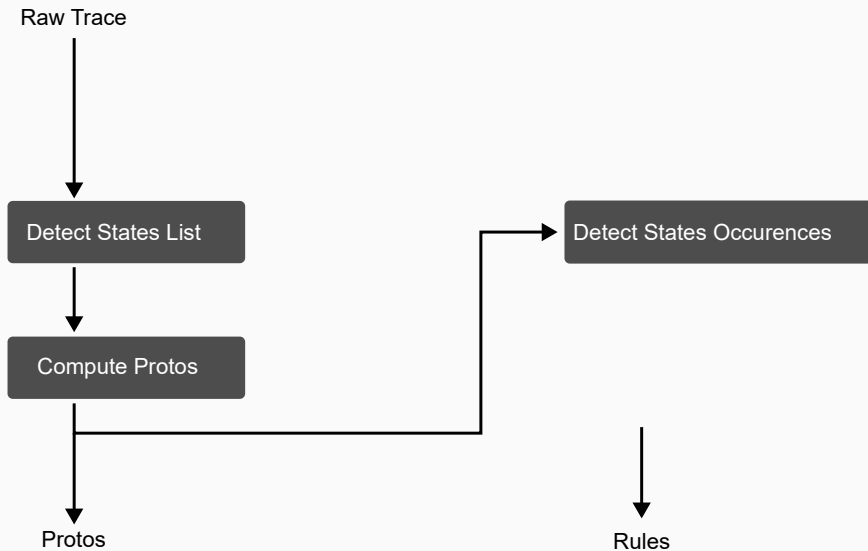 Raw Trace
Detect States List
Detect States Occurences
Compute Protos
Protos
Rules